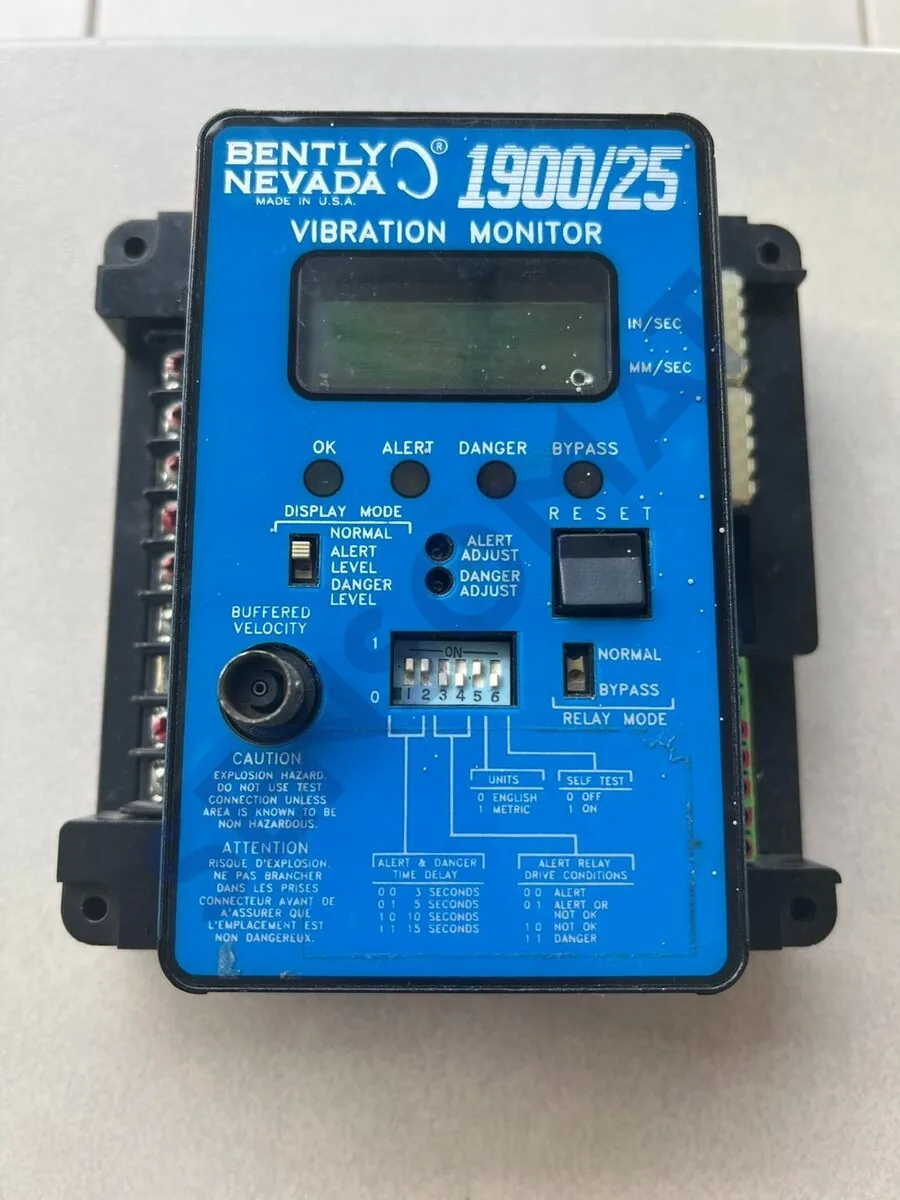 BENTLY
NEVADA
®
MADE IN U.S.A.
1900/25
VIBRATION MONITOR
IN/SEC
MM/SEC
OK
ALERT
DANGER
BYPASS
DISPLAY MODE
NORMAL
ALERT
LEVEL
DANGER
LEVEL
ALERT
ADJUST
DANGER
ADJUST
RESET
BUFFERED
VELOCITY
1
0
ON
1 2 3 4 5 6
NORMAL
BYPASS
RELAY MODE
CAUTION
EXPLOSION HAZARD.
DO NOT USE TEST
CONNECTION UNLESS
AREA IS KNOWN TO BE
NON HAZARDOUS.
ATTENTION
RISQUE D'EXPLOSION.
NE PAS BRANCHER
DANS LES PRISES
CONNECTEUR AVANT DE
A'ASSURER QUE
L'EMPLACEMENT EST
NON DANGEREUX.
UNITS
0 ENGLISH
1 METRIC
SELF TEST
0 OFF
1 ON
ALERT & DANGER
TIME DELAY
0 0 3 SECONDS
0 1 5 SECONDS
1 0 10 SECONDS
1 1 15 SECONDS
ALERT RELAY
DRIVE CONDITIONS
0 0 ALERT
0 1 ALERT OR
NOT OK
1 0 NOT OK
1 1 DANGER
SENSOMAT